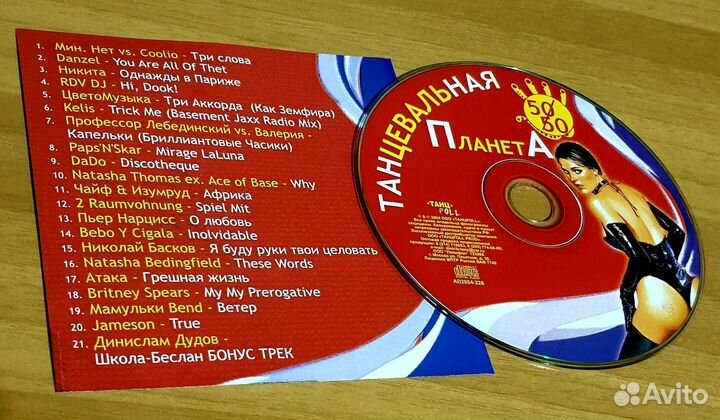 1. Мин. Нет vs. Coolio - Три слова
2. Danzel - You Are All Of Thet
3. Никита - Однажды в Париже
4. RDV DJ - Hi, Dook!
5. ЦветоМузыка - Три Аккорда (Как Земфира)
6. Kelis - Trick Me (Basement Jaxx Radio Mix)
7. Профессор Лебединский vs. Валерия -
Капельки (Бриллиантовые Часики)
8. Paps'N'Skar - Mirage LaLuna
9. DaDo - Discotheque
10. Natasha Thomas ex. Ace of Base - Why
11. Чайф & Изумруд - Африка
12. 2 Raumvohnung - Spiel Mit
13. Пьер Нарцисс - О любовь
14. Bebo Y Cigala - Inolvidable
15. Николай Басков - Я буду руки твои целовать
16. Natasha Bedingfield - These Words
17. Атака - Грешная жизнь
18. Britney Spears - My My Prerogative
19. Мамульки Bend - Ветер
20. Jameson - True
21. Динислам Дудов -
Школа-Беслан БОНУС ТРЕК
ТАНЦЕВАЛЬНАЯ
ПЛАНЕТА
50
50
-ТАНЦ-
POLL
AD2004-226
Avito